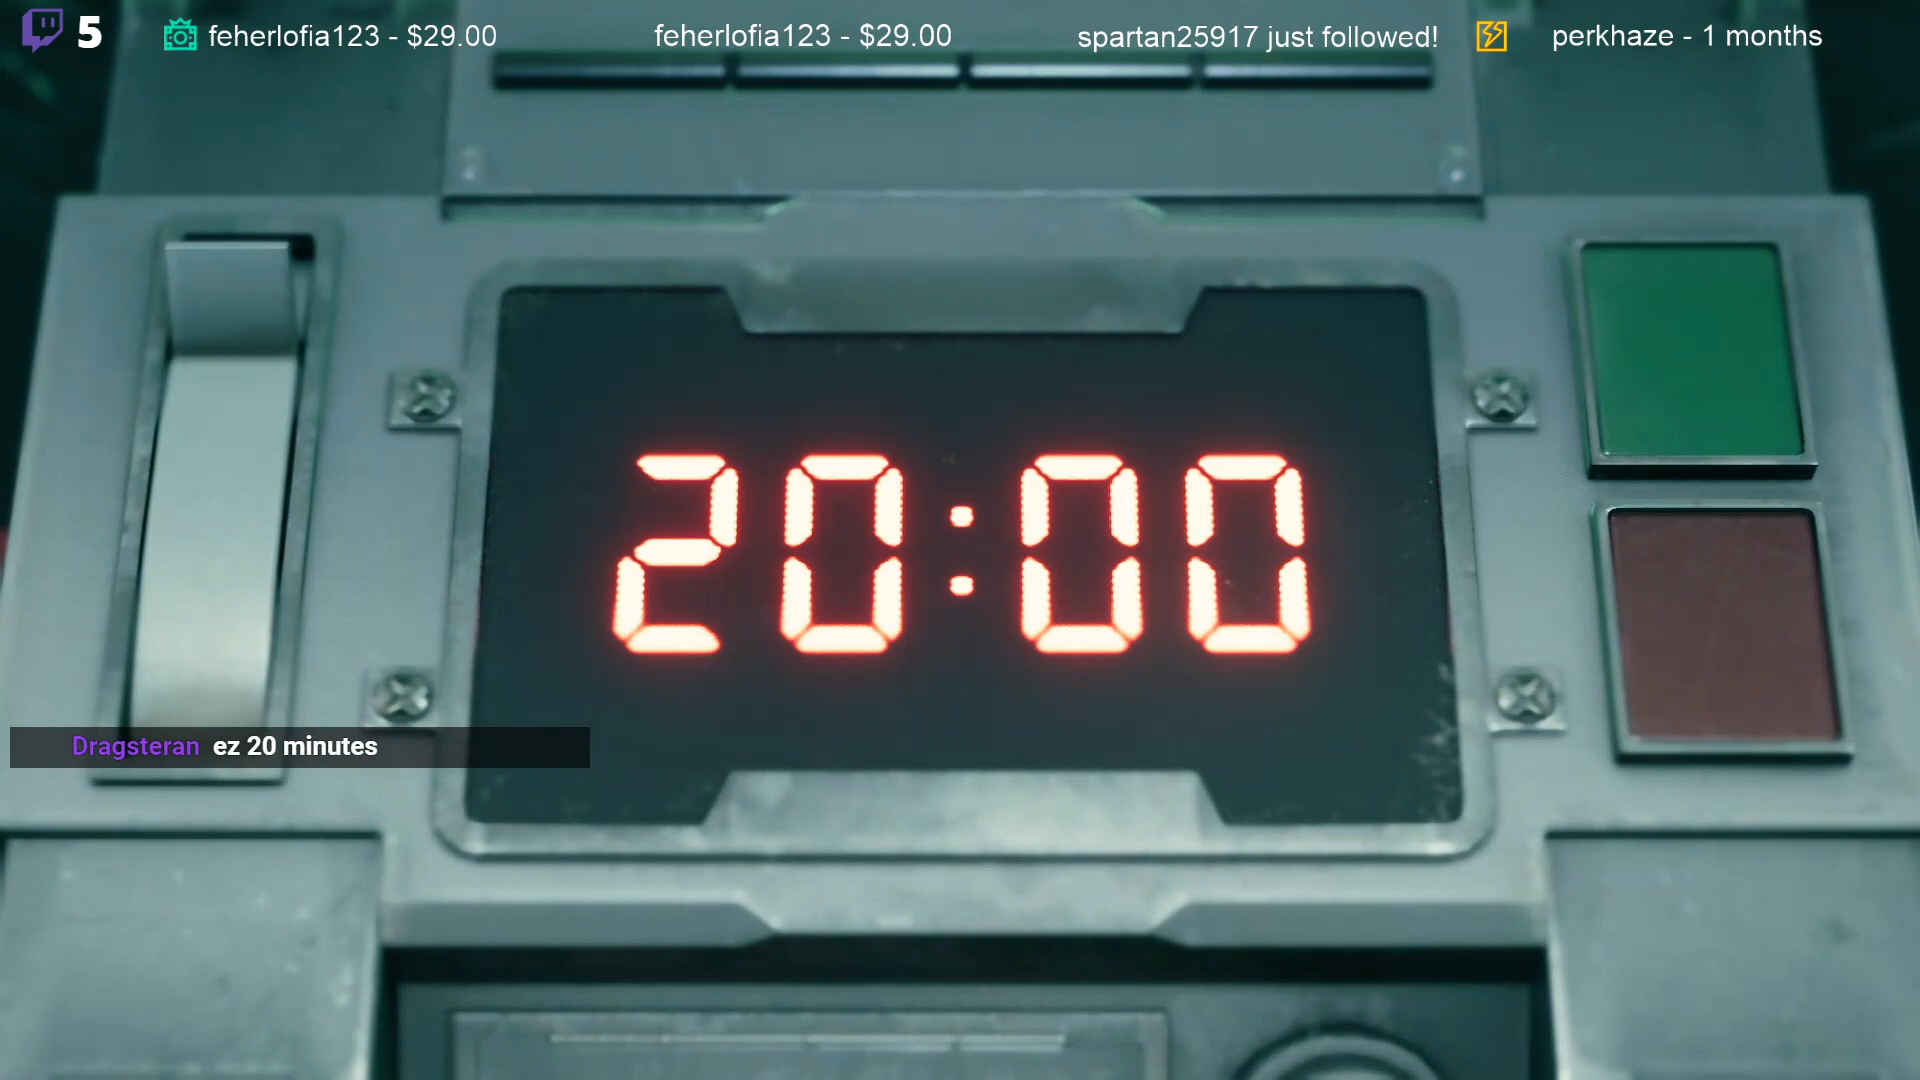 5 feherlofia123 - $29.00 feherlofia123 - $29.00 spartan25917 just followed! perkhaze - 1 months
20:00
Dragsteran ez 20 minutes